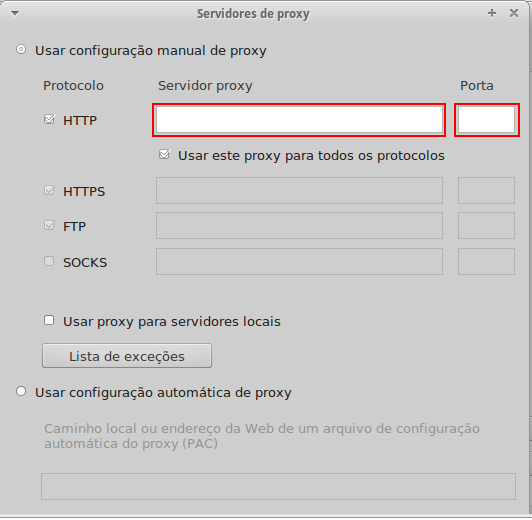 Servidores de proxy
Usar configuração manual de proxy
Protocolo Servidor proxy Porta
HTTP
Usar este proxy para todos os protocolos
HTTPS
FTP
SOCKS
Usar proxy para servidores locais
Lista de exceções
Usar configuração automática de proxy
Caminho local ou endereço da Web de um arquivo de configuração
automática do proxy (PAC)